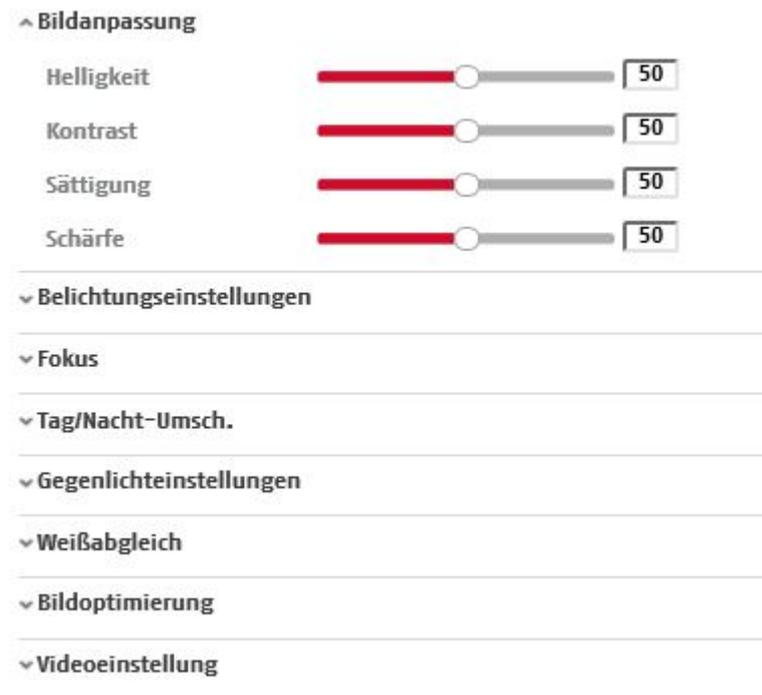 Bildanpassung
Helligkeit 50
Kontrast 50
Sättigung 50
Schärfe 50
Belichtungseinstellungen
Fokus
Tag/Nacht-Umsch.
Gegenlichteinstellungen
Weißabgleich
Bildoptimierung
Videoeinstellung